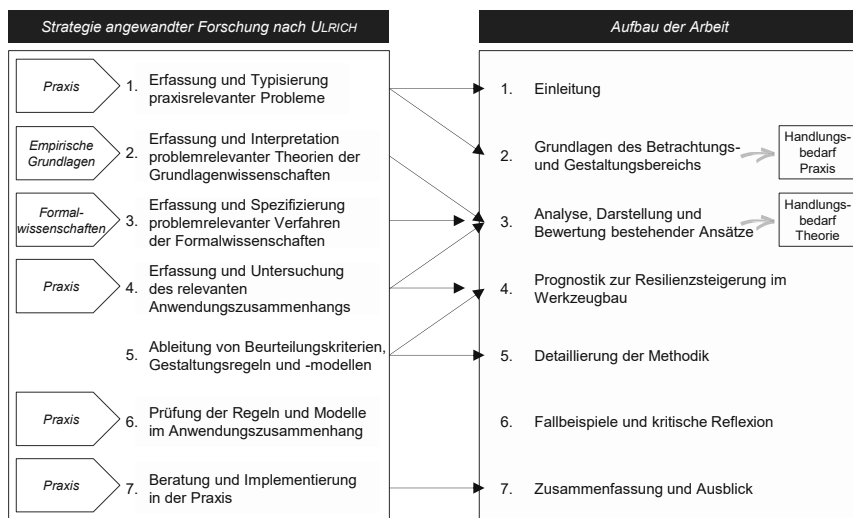 Strategie angewandter Forschung nach ULRICH
Praxis
1. Erfassung und Typisierung
praxisrelevanter Probleme
Empirische
Grundlagen
2. Erfassung und Interpretation
problemrelevanter Theorien der
Grundlagenwissenschaften
Formal-
wissenschaften
3. Erfassung und Spezifizierung
problemrelevanter Verfahren
der Formalwissenschaften
Praxis
4. Erfassung und Untersuchung
des relevanten
Anwendungszusammenhangs
5. Ableitung von Beurteilungskriterien,
Gestaltungsregeln und -modellen
Praxis
6. Prüfung der Regeln und Modelle
im Anwendungszusammenhang
Praxis
7. Beratung und Implementierung
in der Praxis
Aufbau der Arbeit
1. Einleitung
2. Grundlagen des Betrachtungs-
und Gestaltungsbereichs
Handlungs-
bedarf
Praxis
3. Analyse, Darstellung und
Bewertung bestehender Ansätze
Handlungs-
bedarf
Theorie
4. Prognostik zur Resilienzsteigerung im
Werkzeugbau
5. Detaillierung der Methodik
6. Fallbeispiele und kritische Reflexion
7. Zusammenfassung und Ausblick